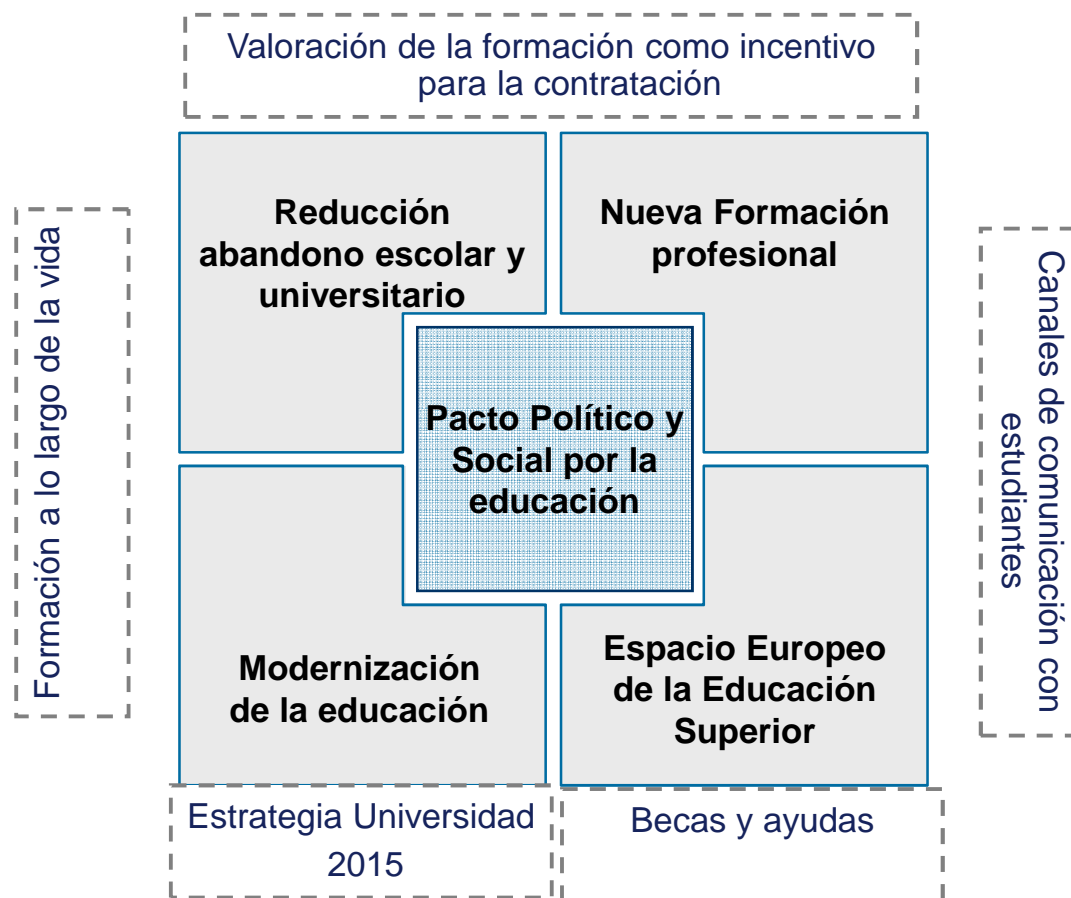 Valoración de la formación como incentivo
para la contratación
Formación a lo largo de la vida
Reducción
abandono escolar y
universitario
Nueva Formación
profesional
Canales de comunicación con
estudiantes
Pacto Político y
Social por la
educación
Modernización
de la educación
Espacio Europeo
de la Educación
Superior
Estrategia Universidad
2015
Becas y ayudas